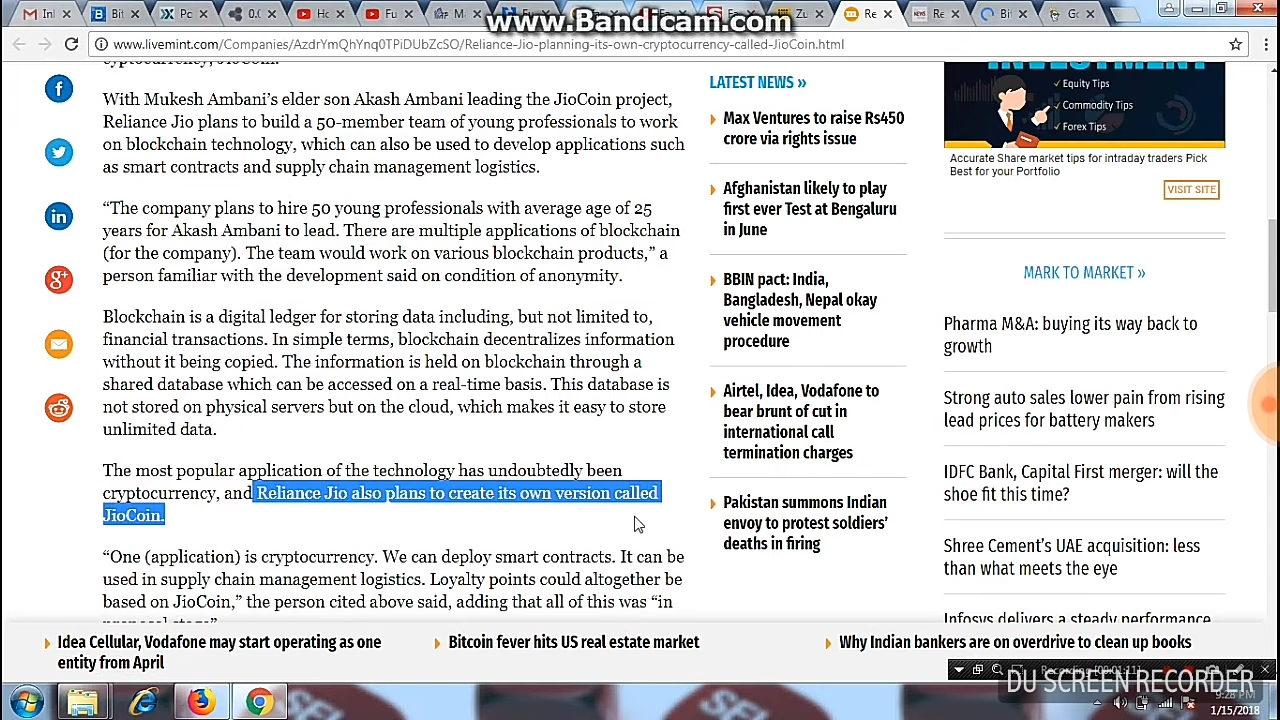 www.Bandicam.com
www.livemint.com/Companies/AzdrYmQhYnq0TPiDUbZcSO/Reliance-Jio-planning-its-own-cryptocurrency-called-JioCoin.html
cryptocurrency, JioCoin.
With Mukesh Ambani’s elder son Akash Ambani leading the JioCoin project,
Reliance Jio plans to build a 50-member team of young professionals to work
on blockchain technology, which can also be used to develop applications such
as smart contracts and supply chain management logistics.
“The company plans to hire 50 young professionals with average age of 25
years for Akash Ambani to lead. There are multiple applications of blockchain
(for the company). The team would work on various blockchain products,” a
person familiar with the development said on condition of anonymity.
Blockchain is a digital ledger for storing data including, but not limited to,
financial transactions. In simple terms, blockchain decentralizes information
without it being copied. The information is held on blockchain through a
shared database which can be accessed on a real-time basis. This database is
not stored on physical servers but on the cloud, which makes it easy to store
unlimited data.
The most popular application of the technology has undoubtedly been
cryptocurrency, and Reliance Jio also plans to create its own version called
JioCoin.
“One (application) is cryptocurrency. We can deploy smart contracts. It can be
used in supply chain management logistics. Loyalty points could altogether be
based on JioCoin,” the person cited above said, adding that all of this was “in
LATEST NEWS »
Max Ventures to raise Rs450
crore via rights issue
Afghanistan likely to play
first ever Test at Bengaluru
in June
BBIN pact: India,
Bangladesh, Nepal okay
vehicle movement
procedure
Airtel, Idea, Vodafone to
bear brunt of cut in
international call
termination charges
Pakistan summons Indian
envoy to protest soldiers’
deaths in firing
INVESTMENT
Equity Tips
Commodity Tips
Forex Tips
Accurate Share market tips for intraday traders Pick
Best for your Portfolio
VISIT SITE
MARK TO MARKET »
Pharma M&A: buying its way back to
growth
Strong auto sales lower pain from rising
lead prices for battery makers
IDFC Bank, Capital First merger: will the
shoe fit this time?
Shree Cement’s UAE acquisition: less
than what meets the eye
Infosys delivers a steady performance
Idea Cellular, Vodafone may start operating as one
entity from April
Bitcoin fever hits US real estate market
Why Indian bankers are on overdrive to clean up books
Recording [00:01:11]
DU SCREEN RECORDER
9:28 PM
1/15/2018